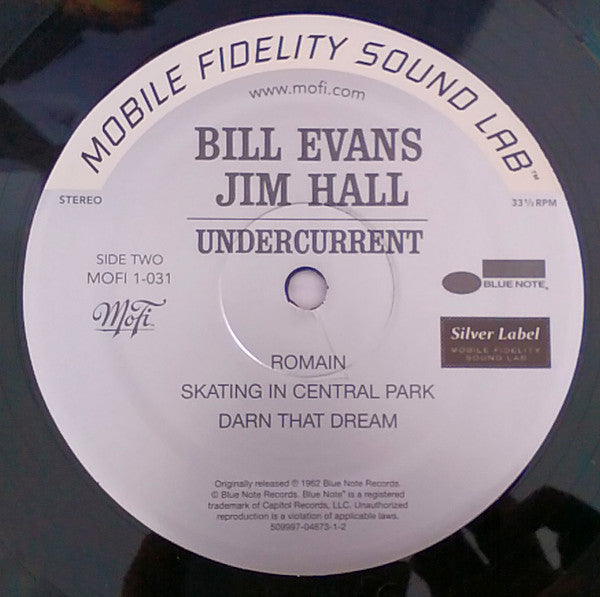 MOBILE FIDELITY SOUND LAB™
www.mofi.com
BILL EVANS
JIM HALL
UNDERCURRENT
STEREO
33⅓ RPM
SIDE TWO
MOFI 1-031
MoFi™
BLUE NOTE®
Silver Label
MOBILE FIDELITY
SOUND LAB
ROMAIN
SKATING IN CENTRAL PARK
DARN THAT DREAM
Originally released ℗ 1962 Blue Note Records.
© Blue Note Records. Blue Note® is a registered
trademark of Capitol Records, LLC. Unauthorized
reproduction is a violation of applicable laws.
509997-04673-1-2